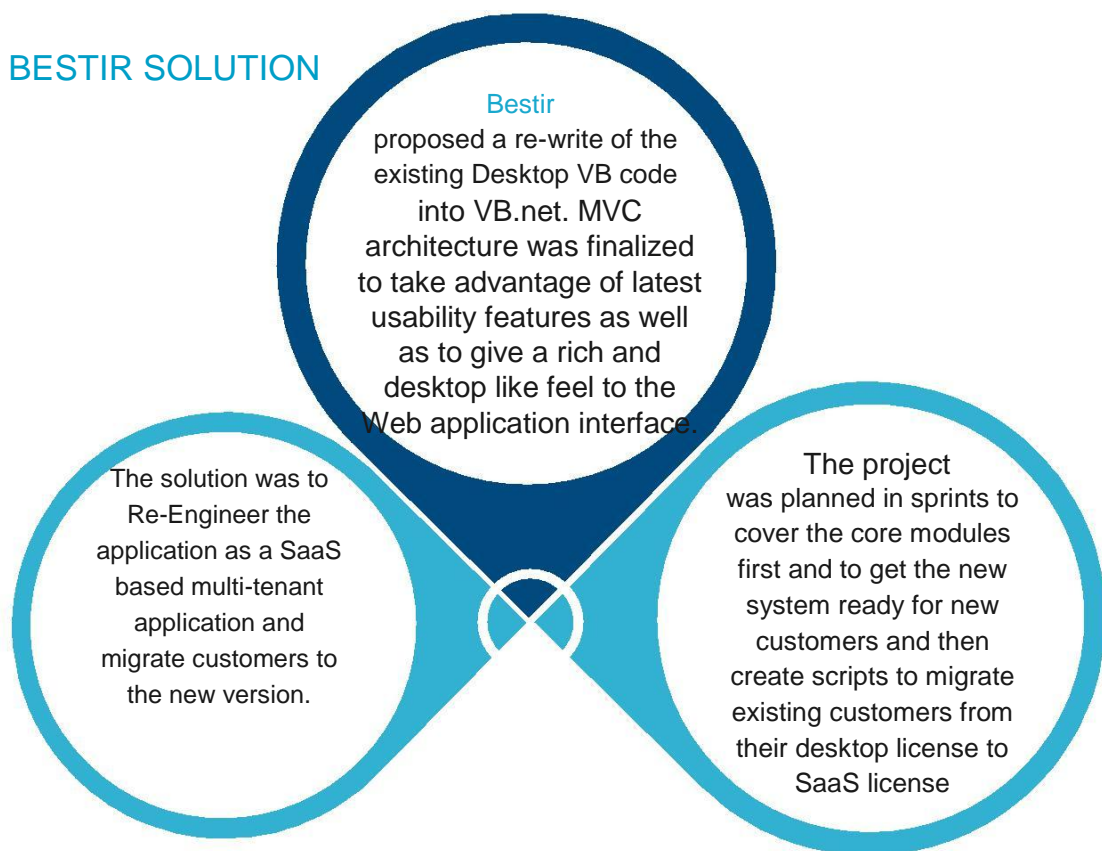 BESTIR SOLUTION
The solution was to
Re-Engineer the
application as a SaaS
based multi-tenant
application and
migrate customers to
the new version.
Bestir
proposed a re-write of the
existing Desktop VB code
into VB.net. MVC
architecture was finalized
to take advantage of latest
usability features as well
as to give a rich and
desktop like feel to the
Web application interface.
The project
was planned in sprints to
cover the core modules
first and to get the new
system ready for new
customers and then
create scripts to migrate
existing customers from
their desktop license to
SaaS license